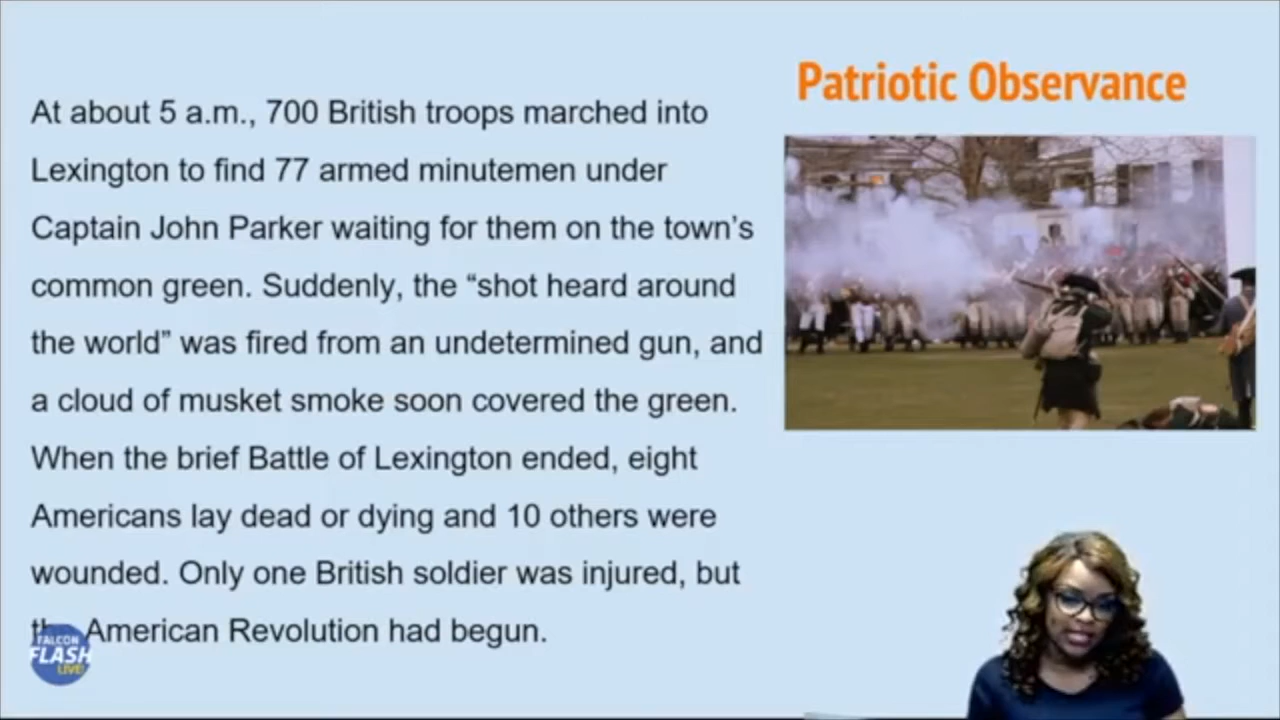 Patriotic Observance
At about 5 a.m., 700 British troops marched into
Lexington to find 77 armed minutemen under
Captain John Parker waiting for them on the town's
common green. Suddenly, the “shot heard around
the world” was fired from an undetermined gun, and
a cloud of musket smoke soon covered the green.
When the brief Battle of Lexington ended, eight
Americans lay dead or dying and 10 others were
wounded. Only one British soldier was injured, but
the American Revolution had begun.
FALCON
FLASH
LIVE!